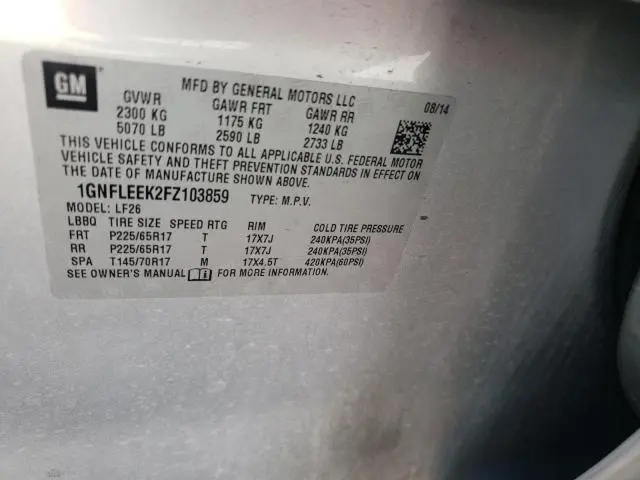 GM
MFD BY GENERAL MOTORS LLC
08/14
GVWR GAWR FRT GAWR RR
2300 KG 1175 KG 1240 KG
5070 LB 2590 LB 2733 LB
THIS VEHICLE CONFORMS TO ALL APPLICABLE U.S. FEDERAL MOTOR
VEHICLE SAFETY AND THEFT PREVENTION STANDARDS IN EFFECT ON
THE DATE OF MANUFACTURE SHOWN ABOVE.
1GNFLEEK2FZ103859 TYPE: M.P.V.
MODEL: LF26
LBBQ TIRE SIZE SPEED RTG RIM COLD TIRE PRESSURE
FRT P225/65R17 T 17X7J 240KPA(35PSI)
RR P225/65R17 T 17X7J 240KPA(35PSI)
SPA T145/70R17 M 17X4.5T 420KPA(60PSI)
SEE OWNER'S MANUAL FOR MORE INFORMATION.